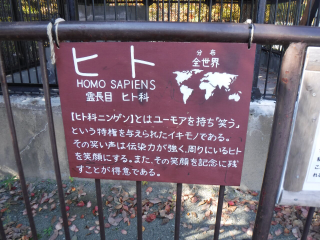 ヒト
HOMO SAPIENS
霊長目 ヒト科
分布
全世界
【ヒト科ニンゲン】とはユーモアを持ち「笑う」
という特権を与えられたイキモノである。
その笑い声は伝染力が強く、周りにいるヒト
を笑顔にする。また、その笑顔を記念に残
すことが得意である。